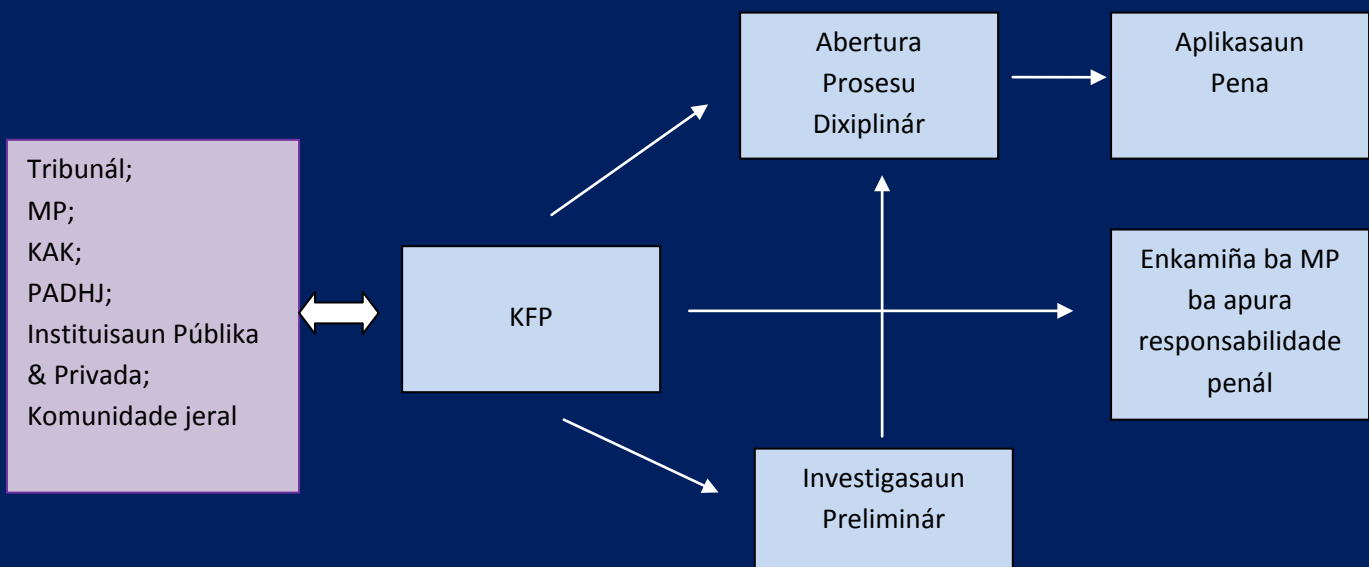 Tribunál;
MP;
KAK;
PADHJ;
Instituisaun Públika
& Privada;
Komunidade jeral
KFP
Abertura
Prosesu
Dixiplinár
Aplikasaun
Pena
Enkamiña ba MP
ba apura
responsabilidade
penál
Investigasaun
Preliminár